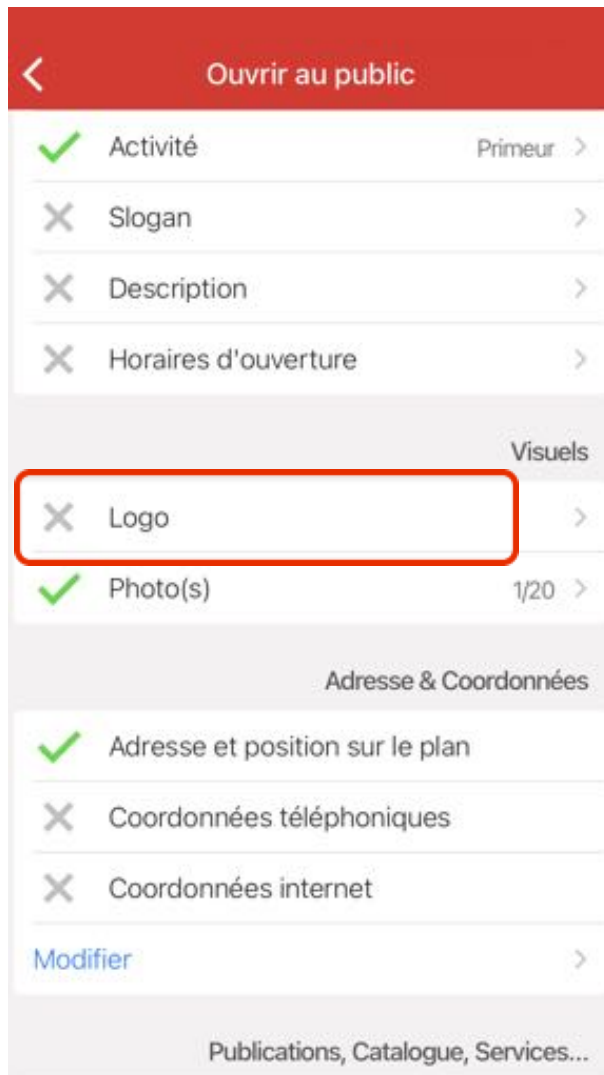 Ouvrir au public
Activité Primeur
Slogan
Description
Horaires d'ouverture
Visuels
Logo
Photo(s) 1/20
Adresse & Coordonnées
Adresse et position sur le plan
Coordonnées téléphoniques
Coordonnées internet
Modifier
Publications, Catalogue, Services...